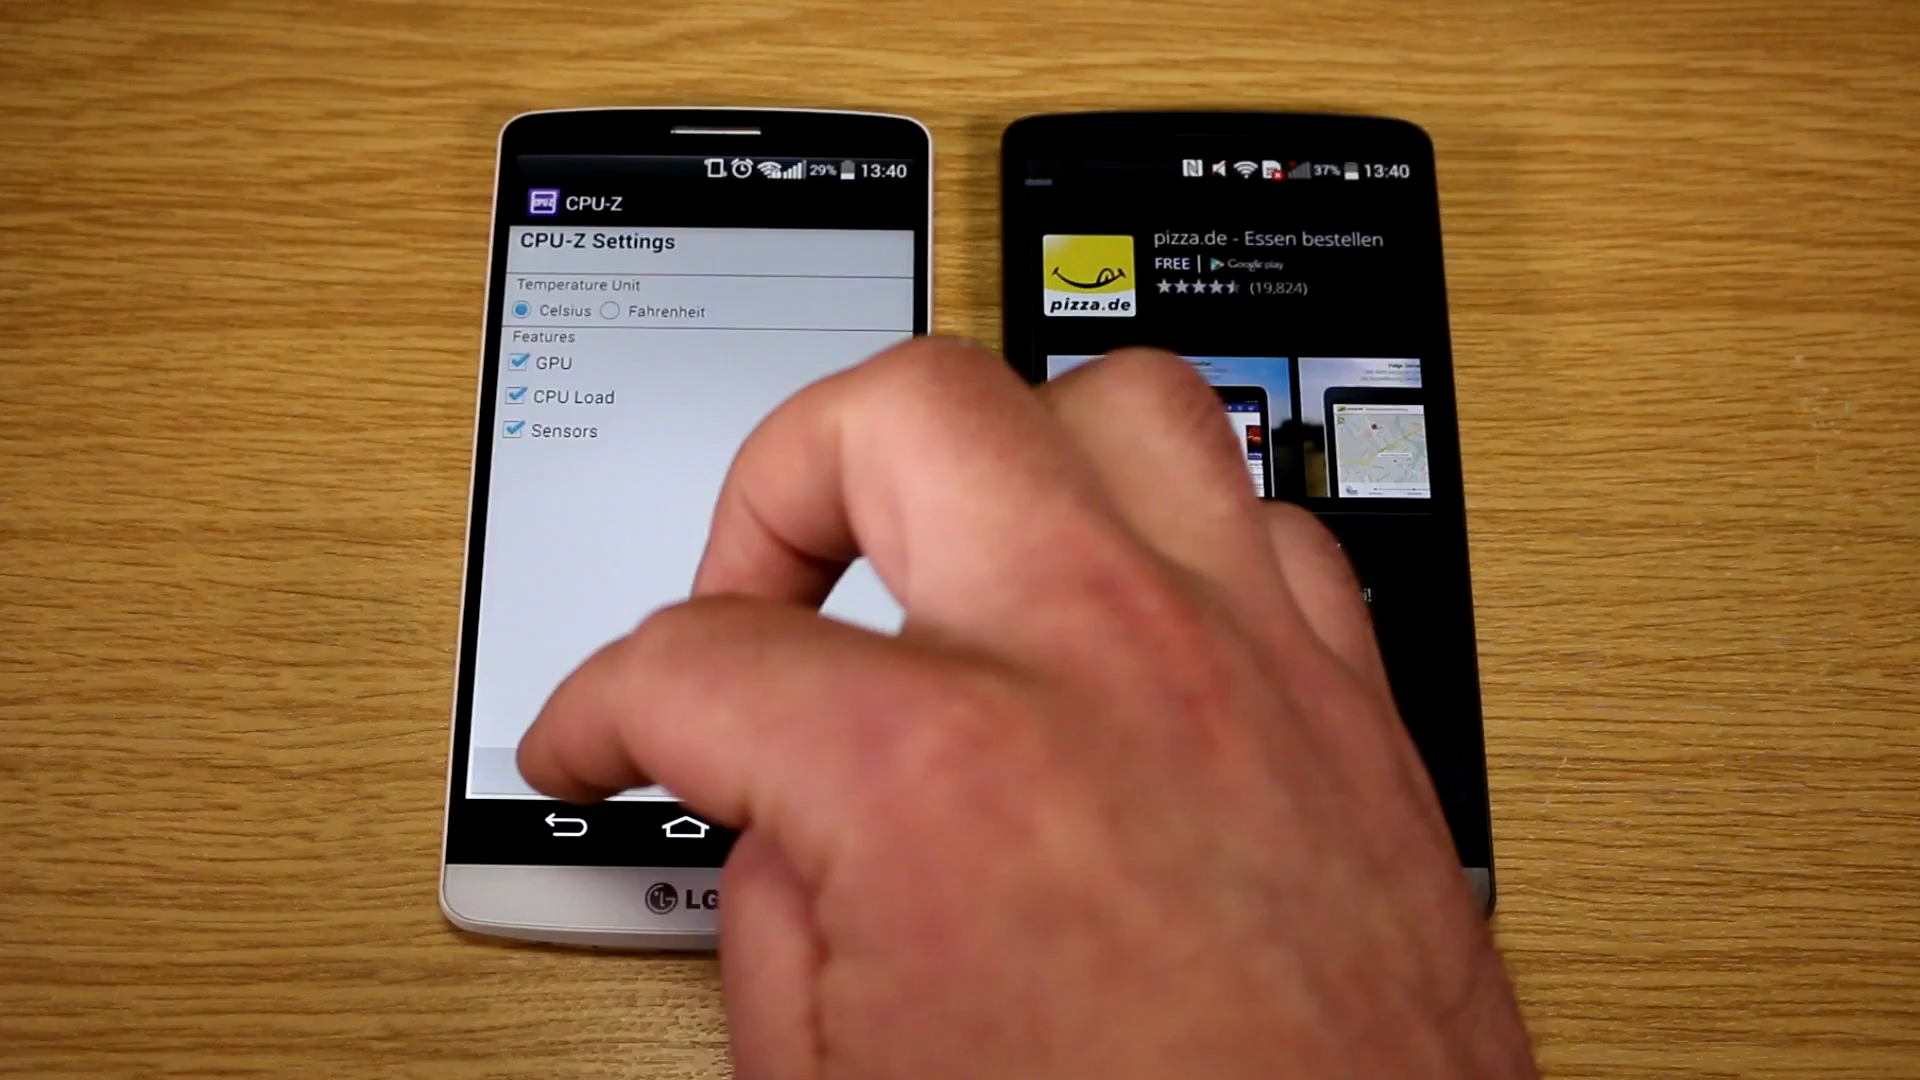 29% 13:40
CPU-Z
CPU-Z Settings
Temperature Unit
Celsius Fahrenheit
Features
GPU
CPU Load
Sensors
LG
37% 13:40
pizza.de - Essen bestellen
FREE | Google play
(19,824)
pizza.de